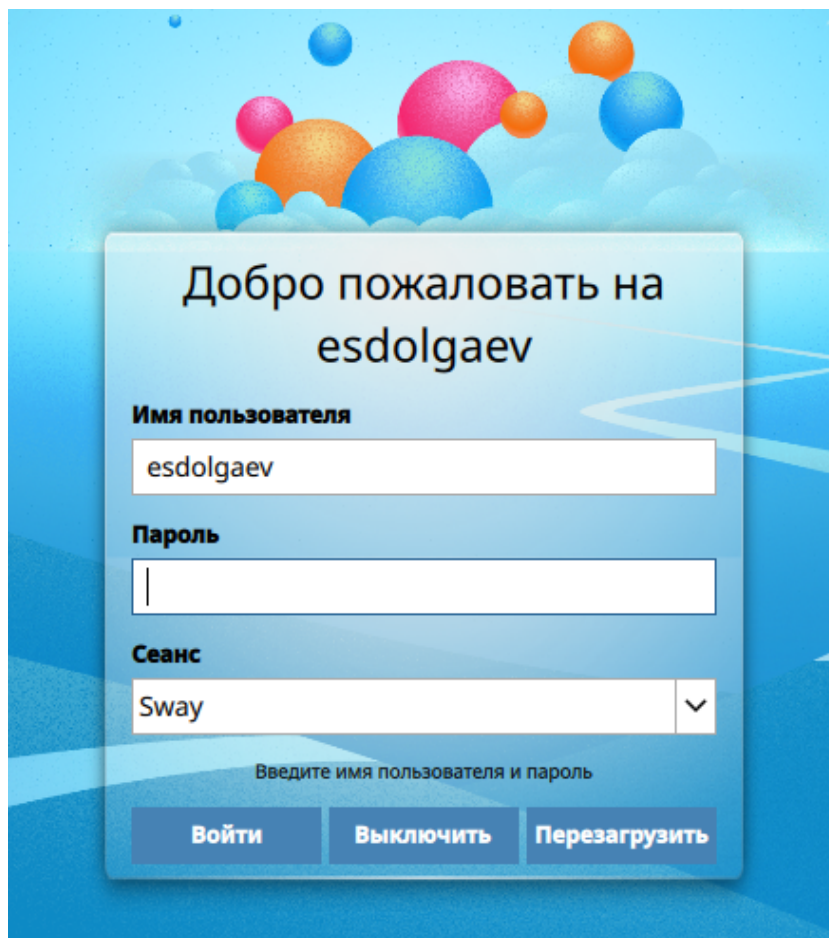 Добро пожаловать на
esdolgaev
Имя пользователя
esdolgaev
Пароль
Сеанс
Sway
Введите имя пользователя и пароль
Войти
Выключить
Перезагрузить